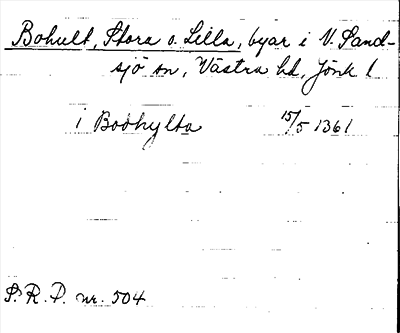 Bohult, Stora o. Lilla, byar i V. Sand-
sjö sn, Västra hd, Jönk l
i Boohylta 15/5 1361
S. R. P. nr. 504